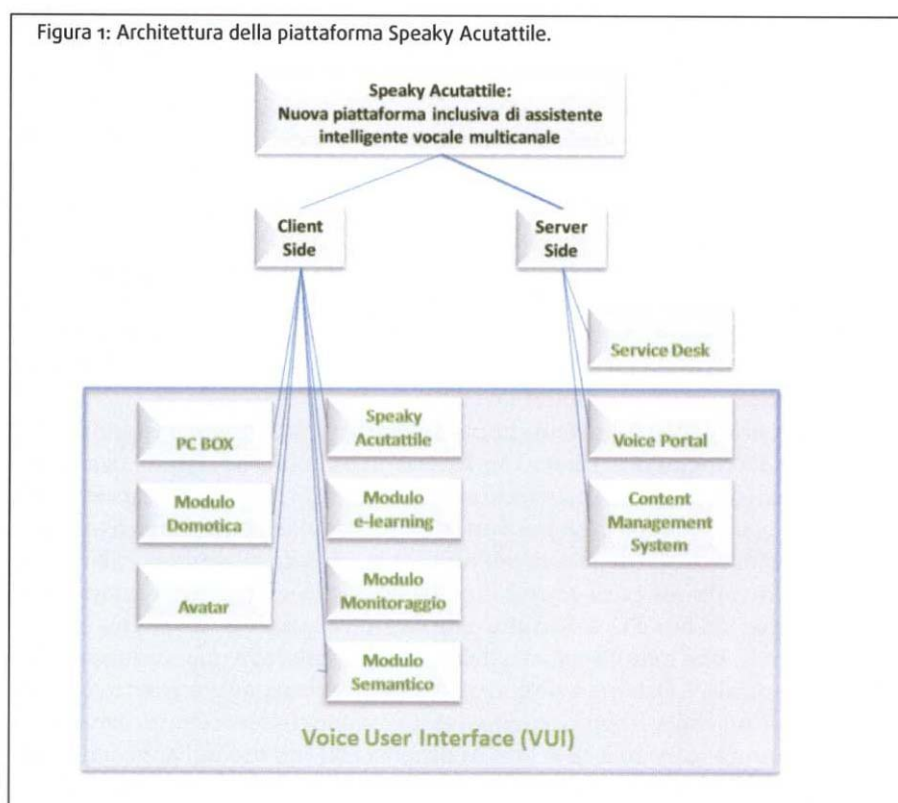 Figura 1: Architettura della piattaforma Speaky Acutattile.
Speaky Acutattile:
Nuova piattaforma inclusiva di assistente
intelligente vocale multicanale
Client
Side
Server
Side
Service Desk
PC BOX
Speaky
Acutattile
Voice Portal
Modulo
Domotica
Modulo
e-learning
Content
Management
System
Avatar
Modulo
Monitoraggio
Modulo
Semantico
Voice User Interface (VUI)